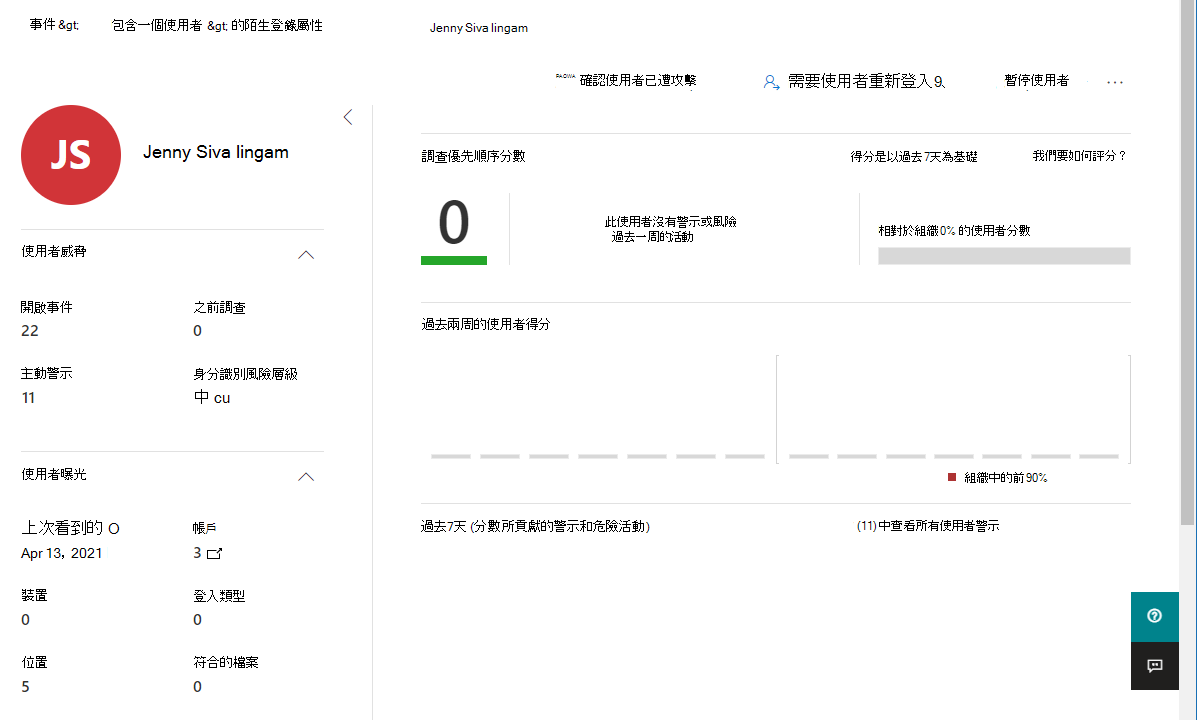 事件 &gt;
包含一個使用者 &gt; 的陌生登錄屬性
Jenny Siva lingam
確認使用者已遭攻擊
需要使用者重新登入 9、
暫停使用者
JS
Jenny Siva lingam
調查優先順序分數
得分是以過去 7天為基礎
我們要如何評分？
0
此使用者沒有警示或風險
過去一周的活動
相對於組織 0% 的使用者分數
使用者威脅
開啟事件
之前調查
22
0
過去兩周的使用者得分
主動警示
身分識別風險層級
11
中 cu
組織中的前 90%
使用者曝光
過去7天 (分數所貢獻的警示和危險活動)
(11) 中查看所有使用者警示
上次看到的 O
帳戶
Apr 13, 2021
3
裝置
登入類型
0
0
位置
符合的檔案
5
0